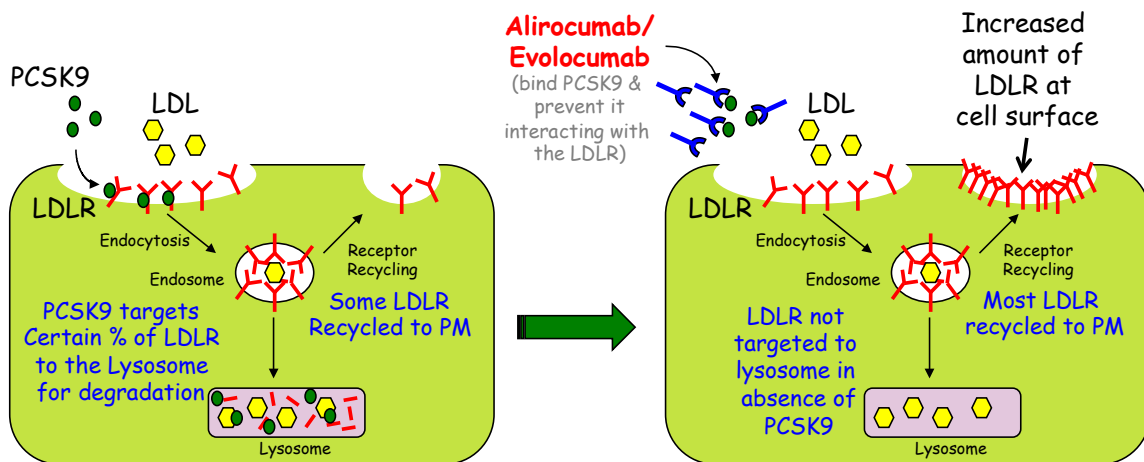 PCSK9
LDL
LDLR
Endocytosis
Endosome
Receptor
Recycling
PCSK9 targets
Certain % of LDLR
to the Lysosome
for degradation
Some LDLR
Recycled to PM
Lysosome
Alirocumab/
Evolocumab
(bind PCSK9 &
prevent it
interacting with
the LDLR)
LDL
Increased
amount of
LDLR at
cell surface
LDLR
Endocytosis
Endosome
Receptor
Recycling
LDLR not
targeted to
lysosome in
absence of
PCSK9
Most LDLR
recycled to PM
Lysosome